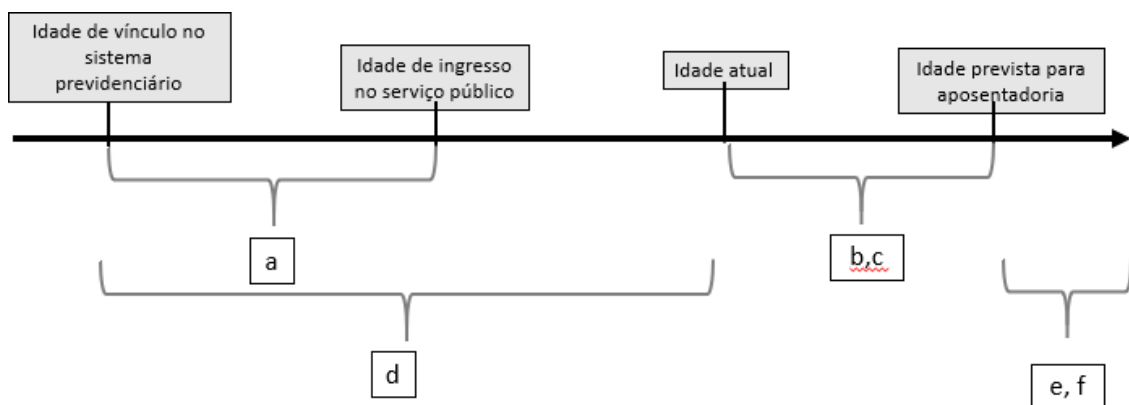 Idade de vínculo no
sistema
previdenciário
Idade de ingresso
no serviço público
Idade atual
Idade prevista para
aposentadoria
a
b,c
d
e, f